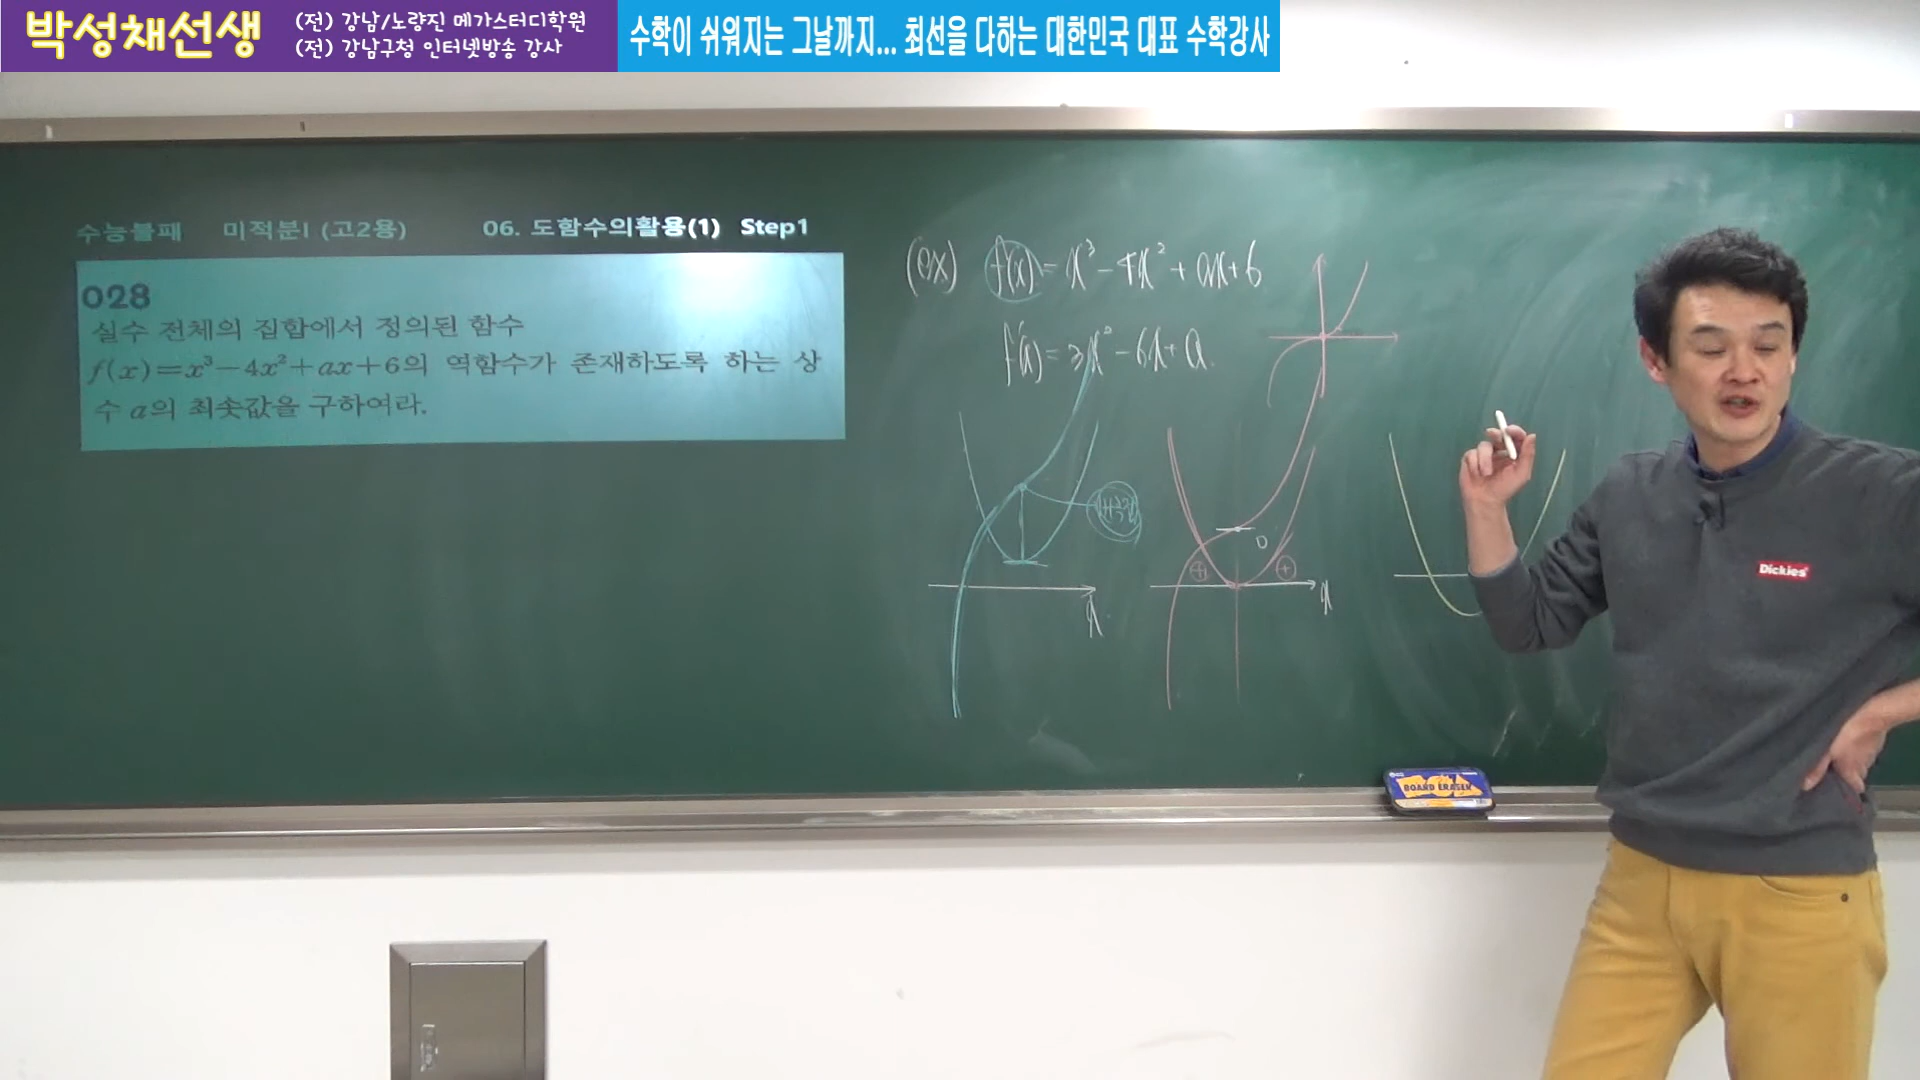 박성채선생
(전) 강남/노량진 메가스터디학원
(전) 강남구청 인터넷방송 강사
수학이 쉬워지는 그날까지... 최선을 다하는 대한민국 대표 수학강사
수능불패 미적분I (고2용) 06. 도함수의활용(1) Step1
028
실수 전체의 집합에서 정의된 함수
f(x)=x³-4x²+ax+6의 역함수가 존재하도록 하는 상
수 a의 최솟값을 구하여라.
(ex) f(x) = x³ - 4x² + ax + 6
f'(x) = 3x² - 6x + a.
변곡점
0
+ +
x
x
Dickies
BOARD ERASER